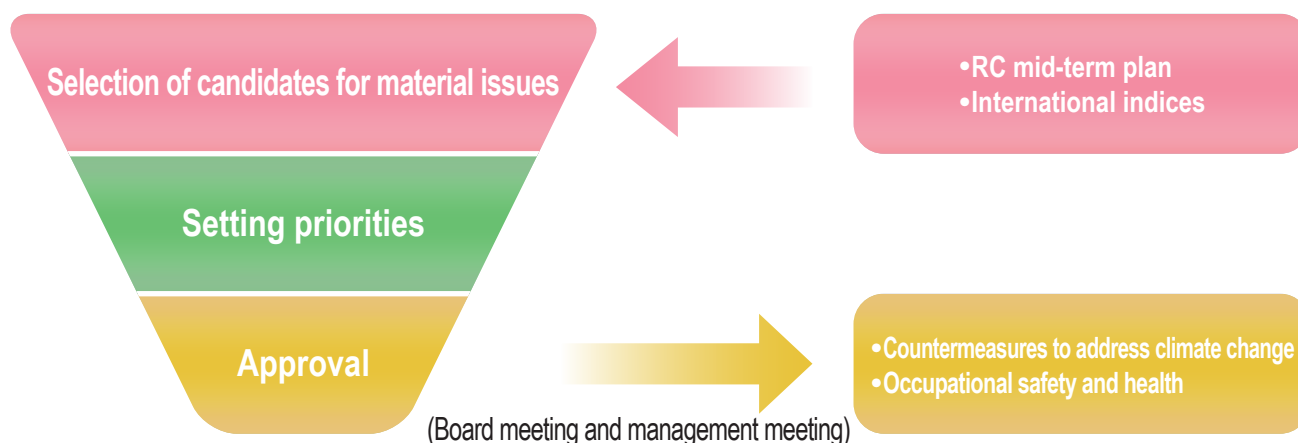 Selection of candidates for material issues
•RC mid-term plan
•International indices
Setting priorities
Approval
•Countermeasures to address climate change
•Occupational safety and health
(Board meeting and management meeting)